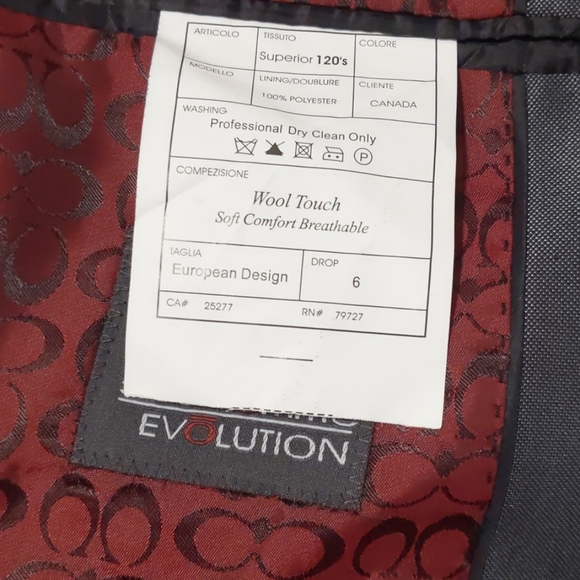 ARTICOLO TISSUTO COLORE
Superior 120's
MODELLO LINING/DOUBLURE CLIENTE
100% POLYESTER CANADA
WASHING
Professional Dry Clean Only
P
COMPEZISIONE
Wool Touch
Soft Comfort Breathable
TAGLIA DROP
European Design 6
CA# 25277 RN# 79727
EVOLUTION